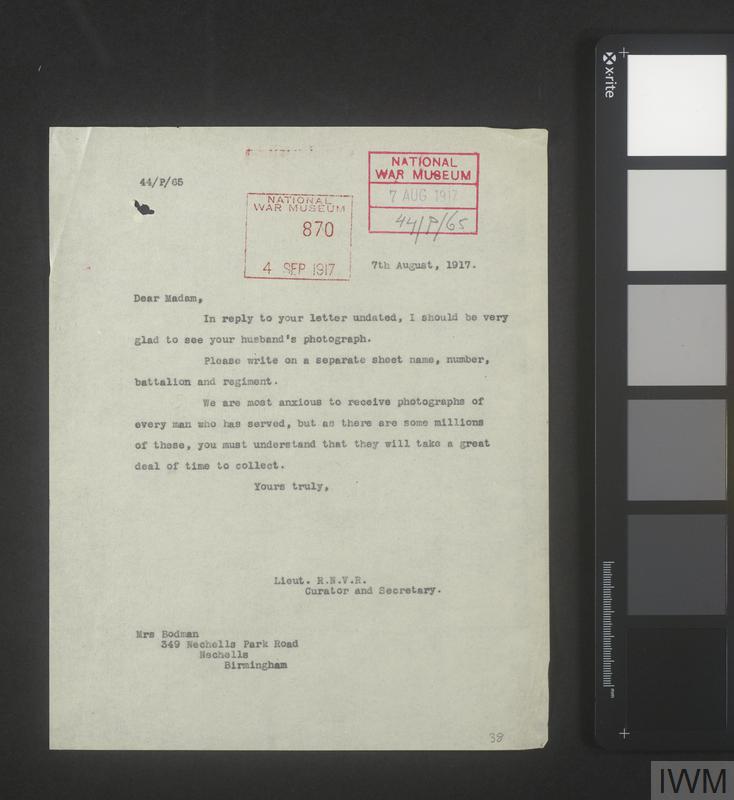 44/P/65
NATIONAL
WAR MUSEUM
7 AUG 1917
44/P/65
NATIONAL
WAR MUSEUM
870
4 SEP 1917
7th August, 1917.
Dear Madam,
In reply to your letter undated, I should be very
glad to see your husband's photograph.
Please write on a separate sheet name, number,
battalion and regiment.
We are most anxious to receive photographs of
every man who has served, but as there are some millions
of these, you must understand that they will take a great
deal of time to collect.
Yours truly,
Lieut. R.N.V.R.
Curator and Secretary.
Mrs Bodman
349 Nechells Park Road
Nechells
Birmingham
38
x-rite
mm
IWM